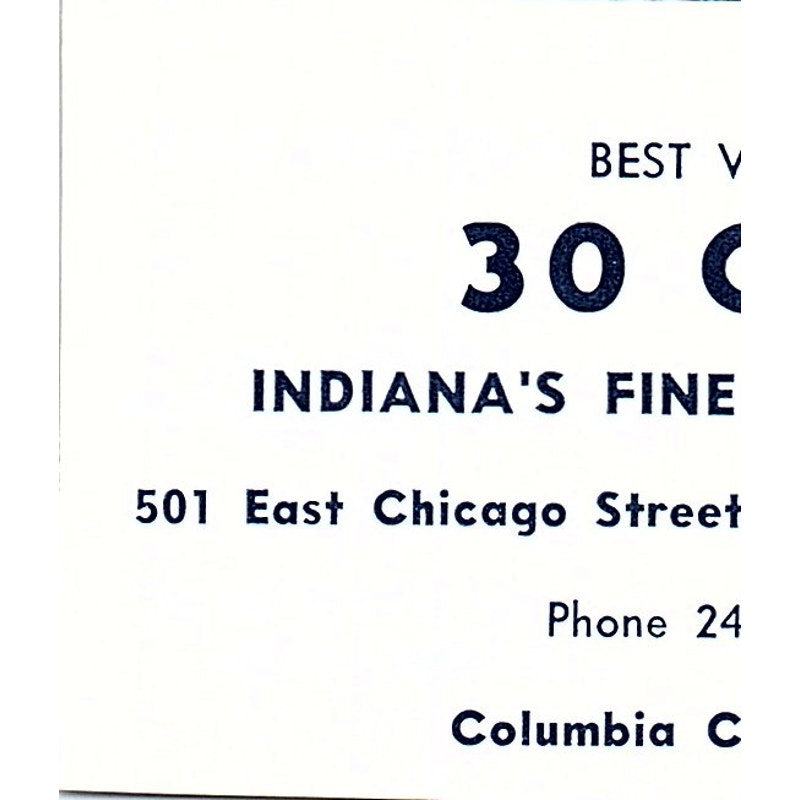 BEST
30
INDIANA'S FINE
501 East Chicago Street
Phone 24
Columbia C